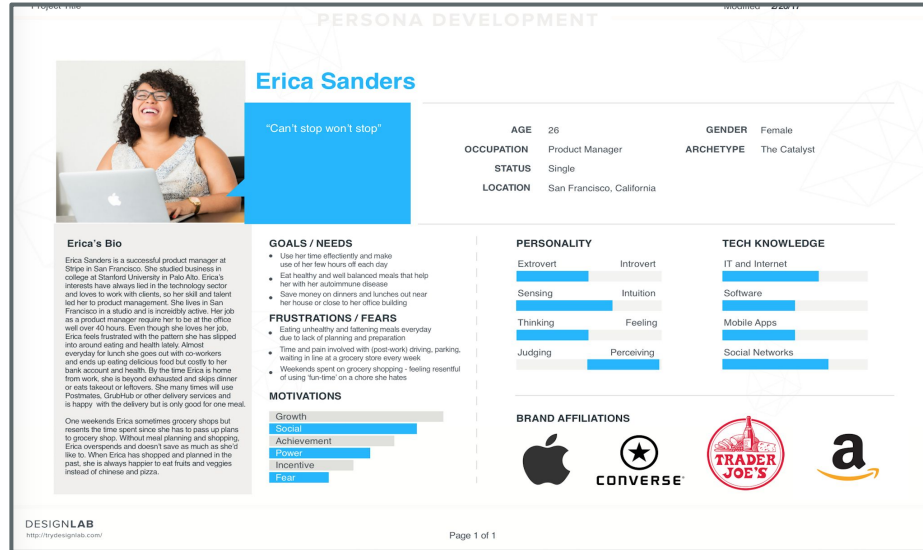 Project Title
Modified 2/28/17
PERSONA DEVELOPMENT
Erica Sanders
"Can't stop won't stop"
AGE 26
OCCUPATION Product Manager
STATUS Single
LOCATION San Francisco, California
GENDER Female
ARCHETYPE The Catalyst
Erica's Bio
Erica Sanders is a successful product manager at
Stripe in San Francisco. She studied business in
college at Stanford University in Palo Alto. Erica's
interests have always lied in the technology sector
and loves to work with clients, so her skill and talent
led her to product management. She lives in San
Francisco in a studio and is increidbly active. Her job
as a product manager require her to be at the office
well over 40 hours. Even though she loves her job,
Erica feels frustrated with the pattern she has slipped
into around eating and health lately. Almost
everyday for lunch she goes out with co-workers
and ends up eating delicious food but costly to her
bank account and health. By the time Erica is home
from work, she is beyond exhausted and skips dinner
or eats takeout or leftovers. She many times will use
Postmates, GrubHub or other delivery services and
is happy with the delivery but is only good for one meal.
One weekends Erica sometimes grocery shops but
resents the time spent since she has to pass up plans
to grocery shop. Without meal planning and shopping,
Erica overspends and doesn't save as much as she'd
like to. When Erica has shopped and planned in the
past, she is always happier to eat fruits and veggies
instead of chinese and pizza.
GOALS / NEEDS
Use her time effectiently and make
use of her few hours off each day
Eat healthy and well balanced meals that help
her with her autoimmune disease
Save money on dinners and lunches out near
her house or close to her office building
FRUSTRATIONS / FEARS
Eating unhealthy and fattening meals everyday
due to lack of planning and preparation
Time and pain involved with (post-work) driving, parking,
waiting in line at a grocery store every week
Weekends spent on grocery shopping - feeling resentful
of using 'fun-time' on a chore she hates
MOTIVATIONS
Growth
Social
Achievement
Power
Incentive
Fear
PERSONALITY
Extrovert Introvert
Sensing Intuition
Thinking Feeling
Judging Perceiving
TECH KNOWLEDGE
IT and Internet
Software
Mobile Apps
Social Networks
BRAND AFFILIATIONS
CONVERSE
TRADER
JOE'S
a
DESIGNLAB
http://trydesignlab.com/
Page 1 of 1